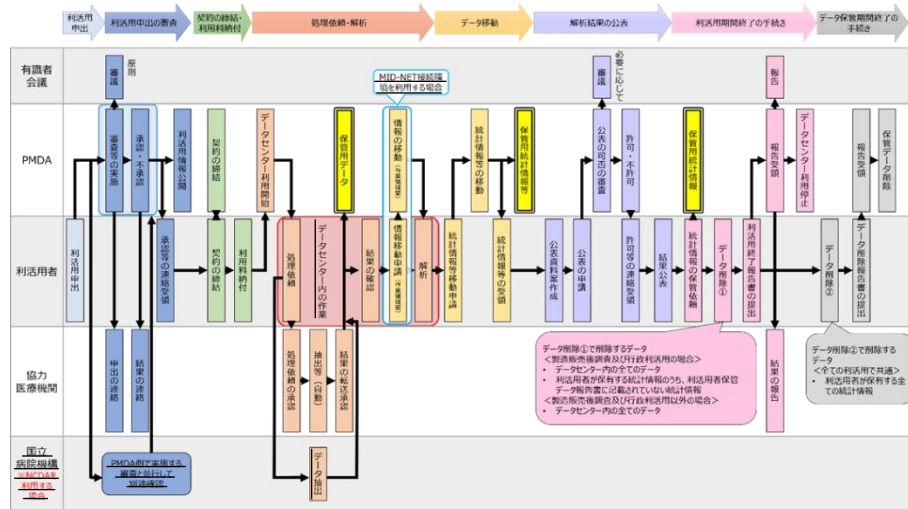 利活用
申出
利活用申出の審査
契約の締結・
利用料納付
処理依頼・解析
データ移動
解析結果の公表
利活用期間終了の手続き
データ保管期間終了の
手続き
有識者
会議
審議
原則
MID-NET接続環
境を利用する場合
審議
必要に応じて
報告
PMDA
審査等の実施
承認・不承認
利活用情報公開
契約の締結
データセンター利用開始
保管用データ
情報の移動(作業領域間)
統計情報等の移動
保管用統計情報等
公表の可否の審査
許可・不許可
保管用統計情報
報告受領
データセンター利用停止
報告受領
保管データ削除
利活用者
利活用申出
承認等の連絡受領
契約の締結
利用料納付
処理依頼
データセンター内の作業
結果の確認
情報移動申請(作業領域間)
解析
統計情報等移動申請
統計情報等の受領
公表資料案作成
公表の申請
許可等の連絡受領
結果公表
統計情報の保管依頼
データ削除①
利活用終了報告書の提出
データ削除②
データ削除報告書の提出
協力
医療機関
申出の連絡
結果の連絡
処理依頼の承認
抽出等(自動)
結果の転送承認
データ削除①で削除するデータ
<製造販売後調査及び行政利活用の場合>
・ データセンター内の全てのデータ
・ 利活用者が保有する統計情報のうち、利活用者保管
データ報告書に記載されていない統計情報
<製造販売後調査及び行政利活用以外の場合>
・ データセンター内の全てのデータ
結果の報告
データ削除②で削除する
データ
<全ての利活用で共通>
・ 利活用者が保有する全
ての統計情報
国立
病院機構
※NCDAを
利用する
場合
PMDA側で実施する
審査と並行して
別途確認
データ抽出